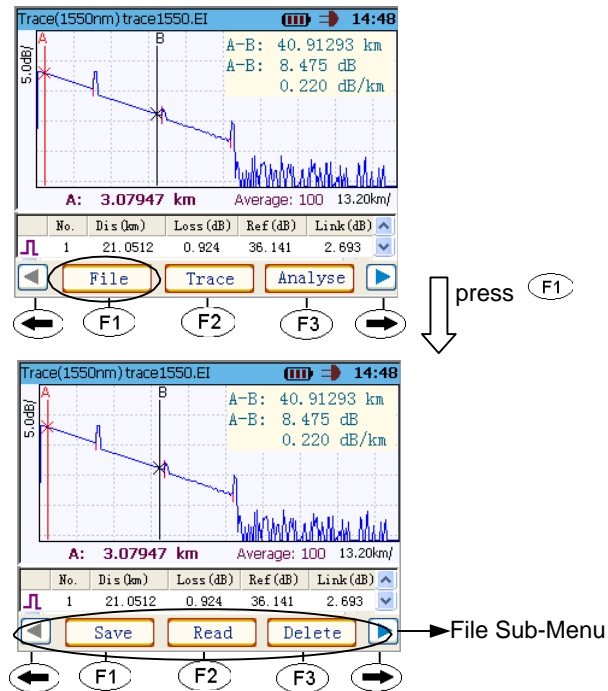 Trace(1550nm) trace1550.EI 14:48
A B
A-B: 40.91293 km
A-B: 8.475 dB
0.220 dB/km
5.0dB/
A: 3.07947 km Average: 100 13.20km/
No. Dis(km) Loss(dB) Ref(dB) Link(dB)
1 21.0512 0.924 36.141 2.693
File Trace Analyse
F1 F2 F3
press F1
Trace(1550nm) trace1550.EI 14:48
A B
A-B: 40.91293 km
A-B: 8.475 dB
0.220 dB/km
5.0dB/
A: 3.07947 km Average: 100 13.20km/
No. Dis(km) Loss(dB) Ref(dB) Link(dB)
1 21.0512 0.924 36.141 2.693
Save Read Delete
File Sub-Menu
F1 F2 F3